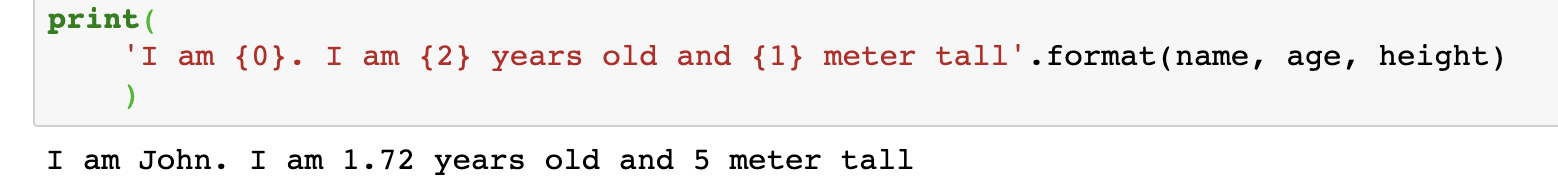 print(
'I am {0}. I am {2} years old and {1} meter tall'.format(name, age, height)
)
I am John. I am 1.72 years old and 5 meter tall